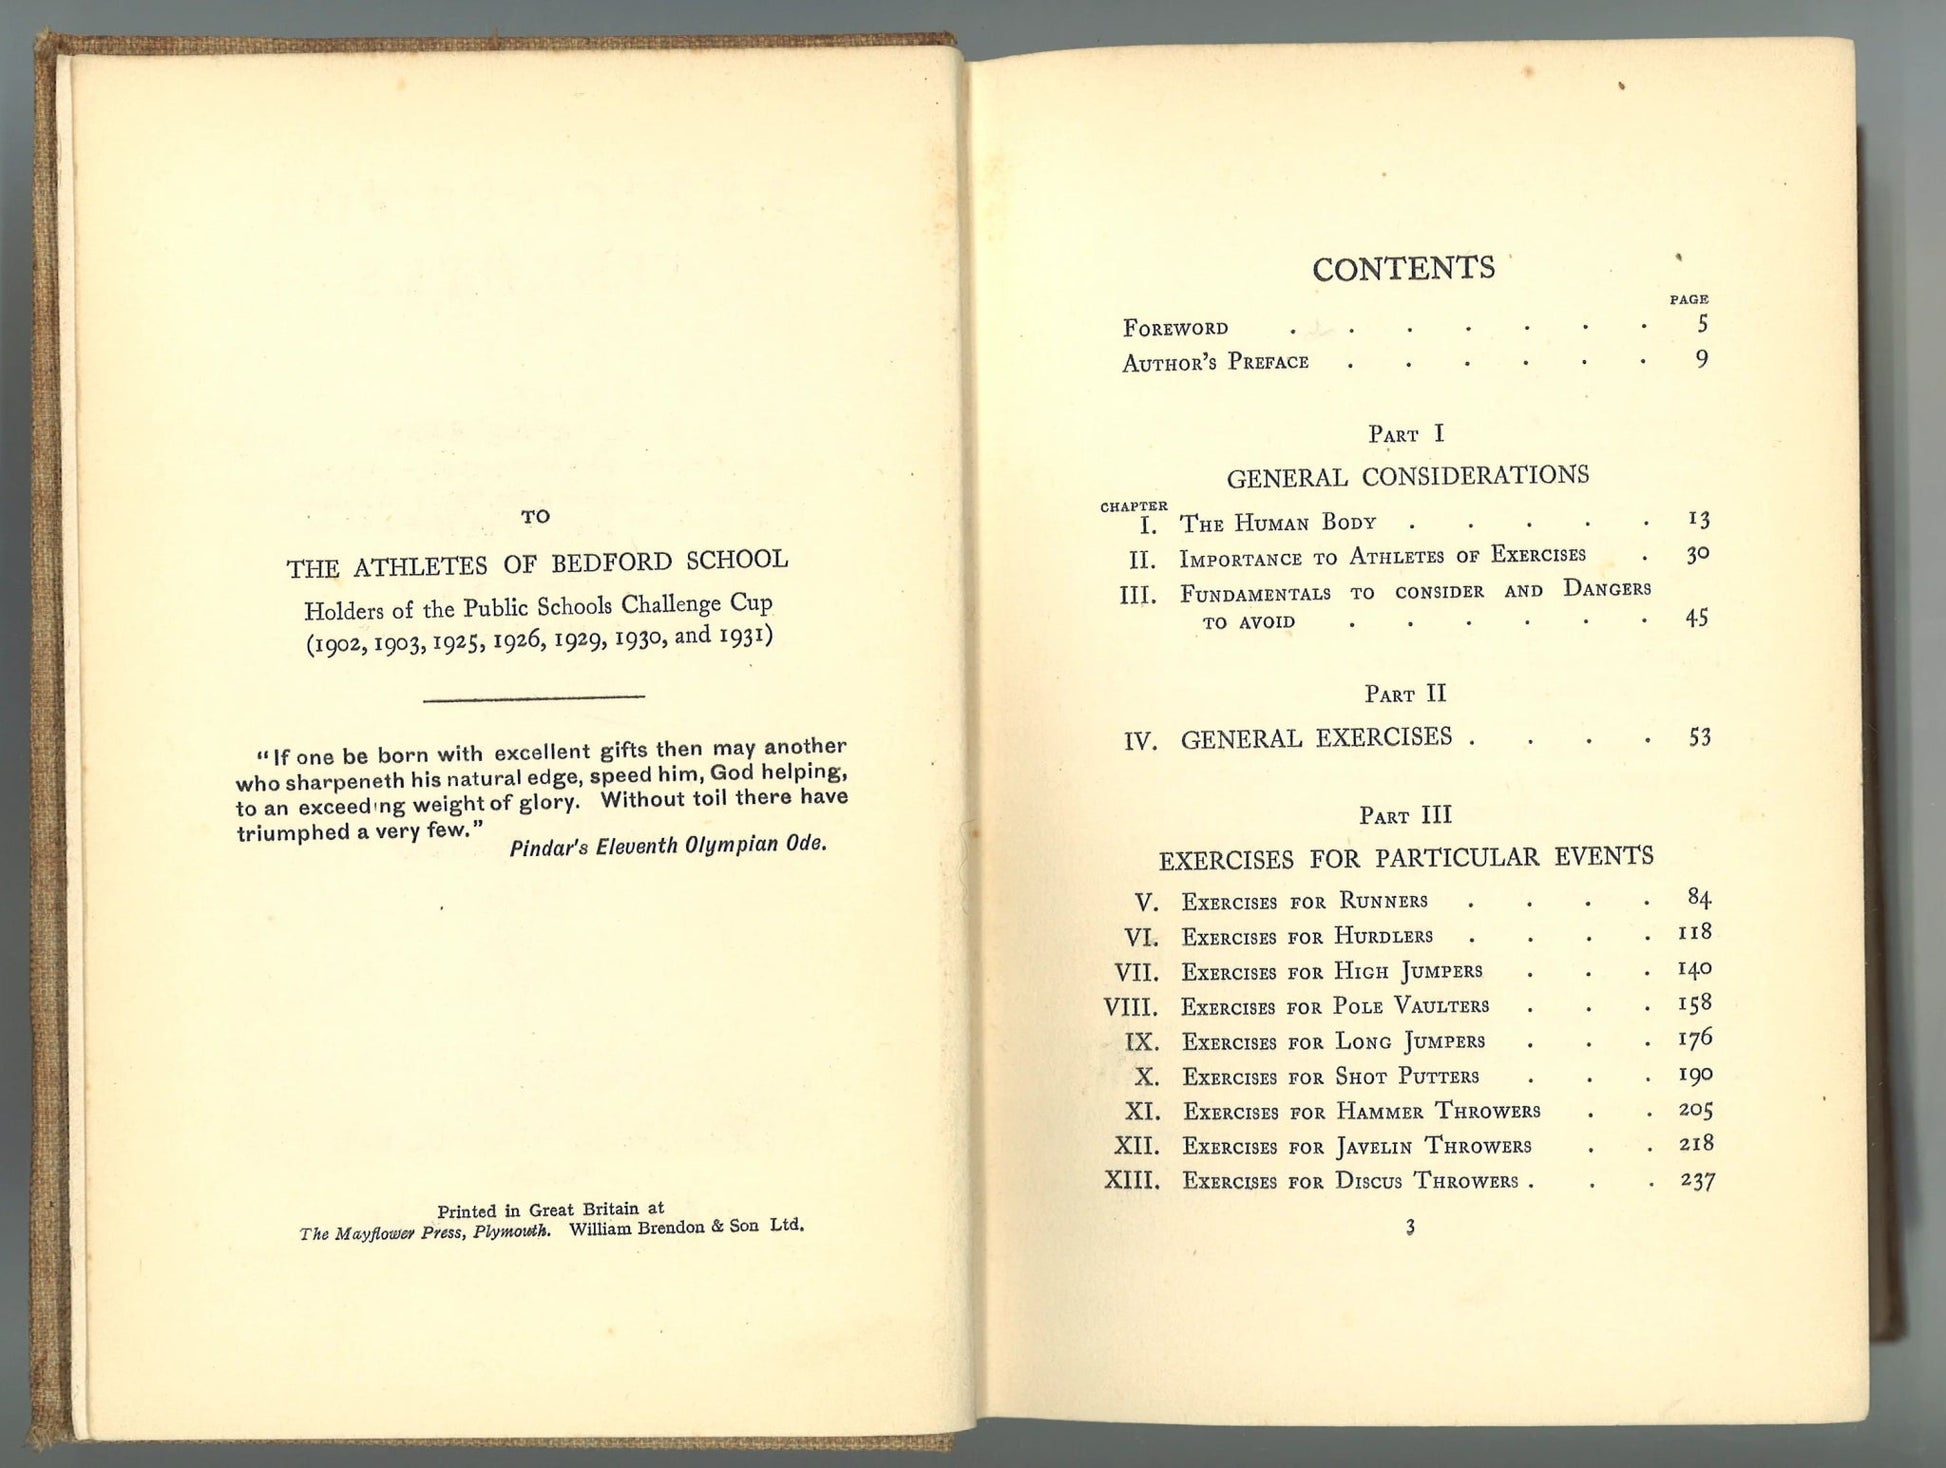 TO
THE ATHLETES OF BEDFORD SCHOOL
Holders of the Public Schools Challenge Cup
(1902, 1903, 1925, 1926, 1929, 1930, and 1931)
"If one be born with excellent gifts then may another
who sharpeneth his natural edge, speed him, God helping,
to an exceeding weight of glory. Without toil there have
triumphed a very few."
Pindar's Eleventh Olympian Ode.
Printed in Great Britain at
The Mayflower Press, Plymouth. William Brendon & Son Ltd.
CONTENTS
PAGE
Foreword . . . . . . . 5
Author's Preface . . . . . . 9
Part I
GENERAL CONSIDERATIONS
CHAPTER
I. The Human Body . . . . . 13
II. Importance to Athletes of Exercises . 30
III. Fundamentals to consider and Dangers
to avoid . . . . . . 45
Part II
IV. GENERAL EXERCISES . . . . 53
Part III
EXERCISES FOR PARTICULAR EVENTS
V. Exercises for Runners . . . . 84
VI. Exercises for Hurdlers . . . . 118
VII. Exercises for High Jumpers . . . 140
VIII. Exercises for Pole Vaulters . . . 158
IX. Exercises for Long Jumpers . . . 176
X. Exercises for Shot Putters . . . 190
XI. Exercises for Hammer Throwers . . 205
XII. Exercises for Javelin Throwers . . 218
XIII. Exercises for Discus Throwers . . . 237
3